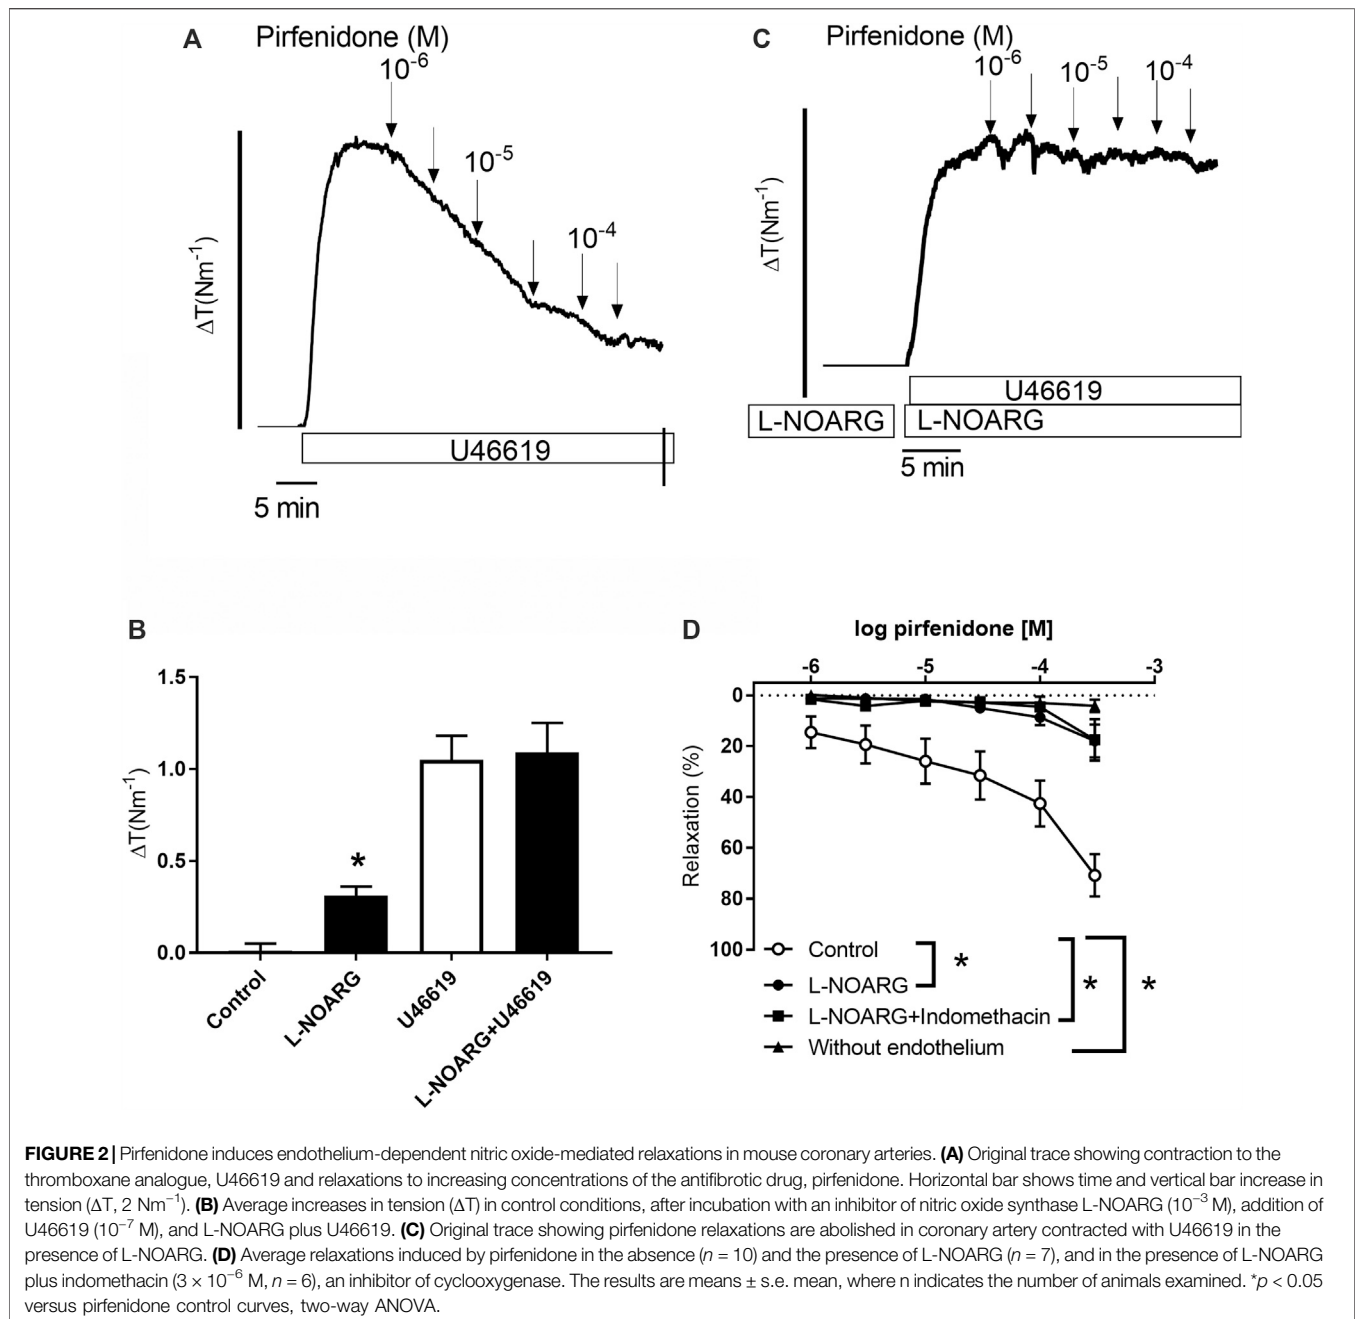 A
Pirfenidone (M)
10-6
10-5
10-4
ΔT(Nm-1)
U46619
5 min
C
Pirfenidone (M)
10-6
10-5
10-4
ΔT(Nm-1)
U46619
L-NOARG
L-NOARG
5 min
B
1.5
1.0
0.5
0.0
ΔT(Nm-1)
*
Control
L-NOARG
U46619
L-NOARG+U46619
D
log pirfenidone [M]
-6
-5
-4
-3
0
20
40
60
80
100
Relaxation (%)
Control
L-NOARG
L-NOARG+Indomethacin
Without endothelium
*
*
*
FIGURE 2 | Pirfenidone induces endothelium-dependent nitric oxide-mediated relaxations in mouse coronary arteries. (A) Original trace showing contraction to the
thromboxane analogue, U46619 and relaxations to increasing concentrations of the antifibrotic drug, pirfenidone. Horizontal bar shows time and vertical bar increase in
tension (ΔT, 2 Nm−1). (B) Average increases in tension (ΔT) in control conditions, after incubation with an inhibitor of nitric oxide synthase L-NOARG (10−3 M), addition of
U46619 (10−7 M), and L-NOARG plus U46619. (C) Original trace showing pirfenidone relaxations are abolished in coronary artery contracted with U46619 in the
presence of L-NOARG. (D) Average relaxations induced by pirfenidone in the absence (n = 10) and the presence of L-NOARG (n = 7), and in the presence of L-NOARG
plus indomethacin (3 × 10−6 M, n = 6), an inhibitor of cyclooxygenase. The results are means ± s.e. mean, where n indicates the number of animals examined. *p < 0.05
versus pirfenidone control curves, two-way ANOVA.